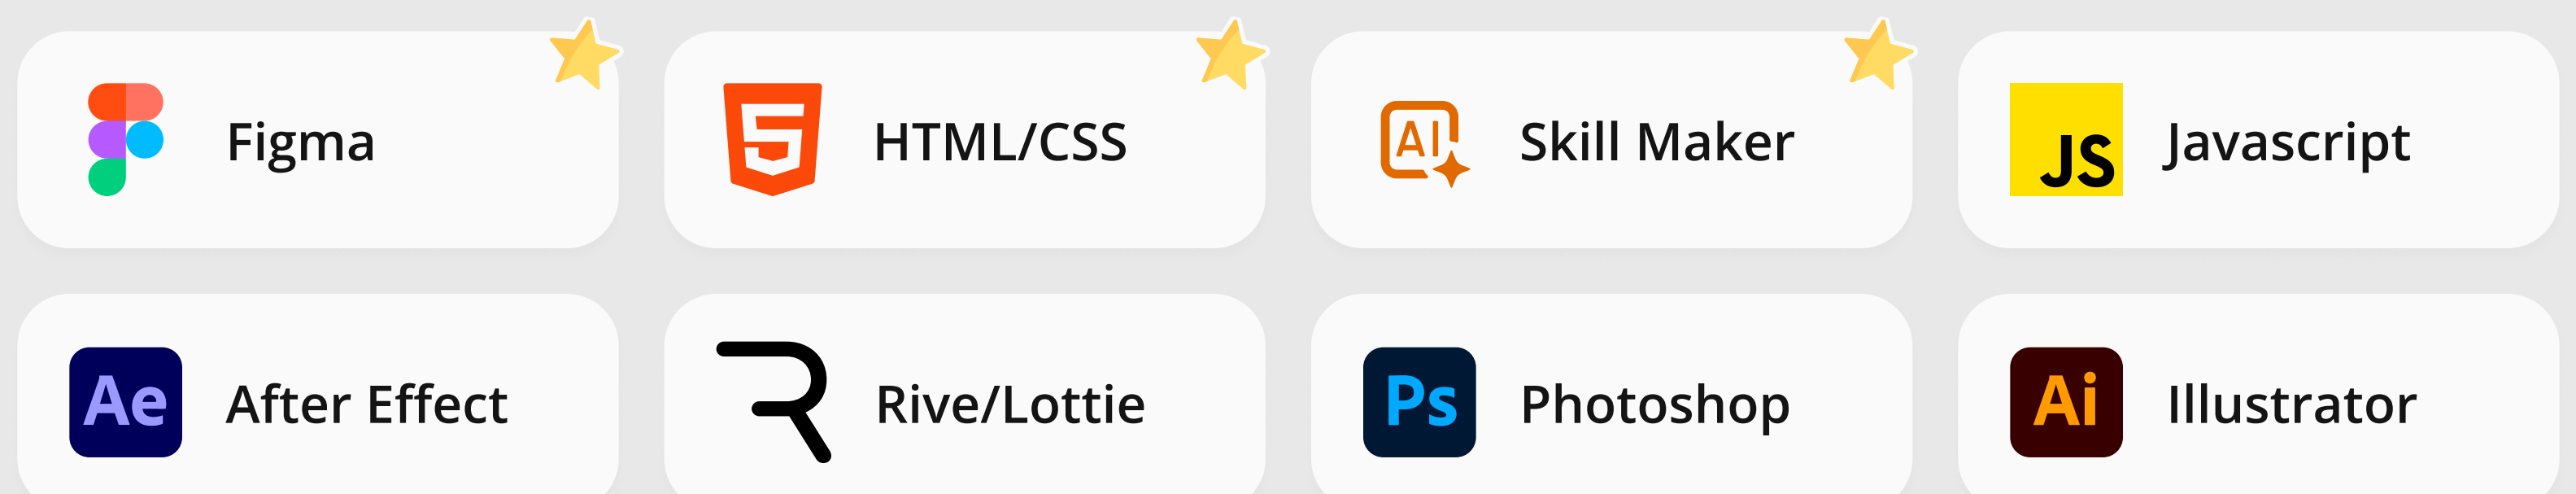 Figma
HTML/CSS
AI Skill Maker
JS Javascript
Ae After Effect
Rive/Lottie
Ps Photoshop
Ai Illustrator